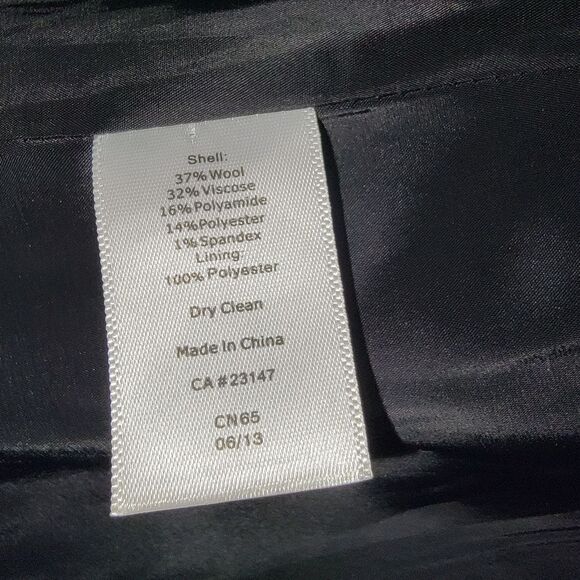 Shell:
37% Wool
32% Viscose
16% Polyamide
14% Polyester
1% Spandex
Lining:
100% Polyester
Dry Clean
Made In China
CA # 23147
CN65
06/13